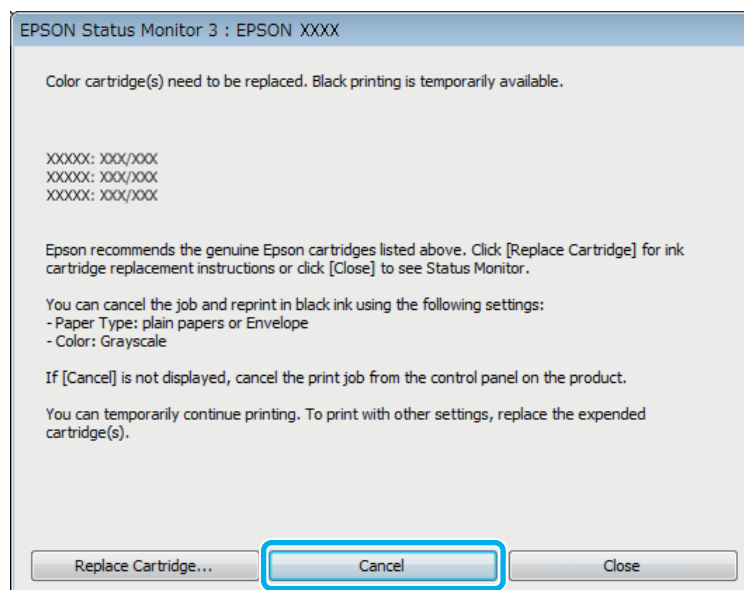 EPSON Status Monitor 3 : EPSON XXXX
Color cartridge(s) need to be replaced. Black printing is temporarily available.
XXXXX: XXX/XXX
XXXXX: XXX/XXX
XXXXX: XXX/XXX
Epson recommends the genuine Epson cartridges listed above. Click [Replace Cartridge] for ink
cartridge replacement instructions or click [Close] to see Status Monitor.
You can cancel the job and reprint in black ink using the following settings:
- Paper Type: plain papers or Envelope
- Color: Grayscale
If [Cancel] is not displayed, cancel the print job from the control panel on the product.
You can temporarily continue printing. To print with other settings, replace the expended
cartridge(s).
Replace Cartridge... Cancel Close